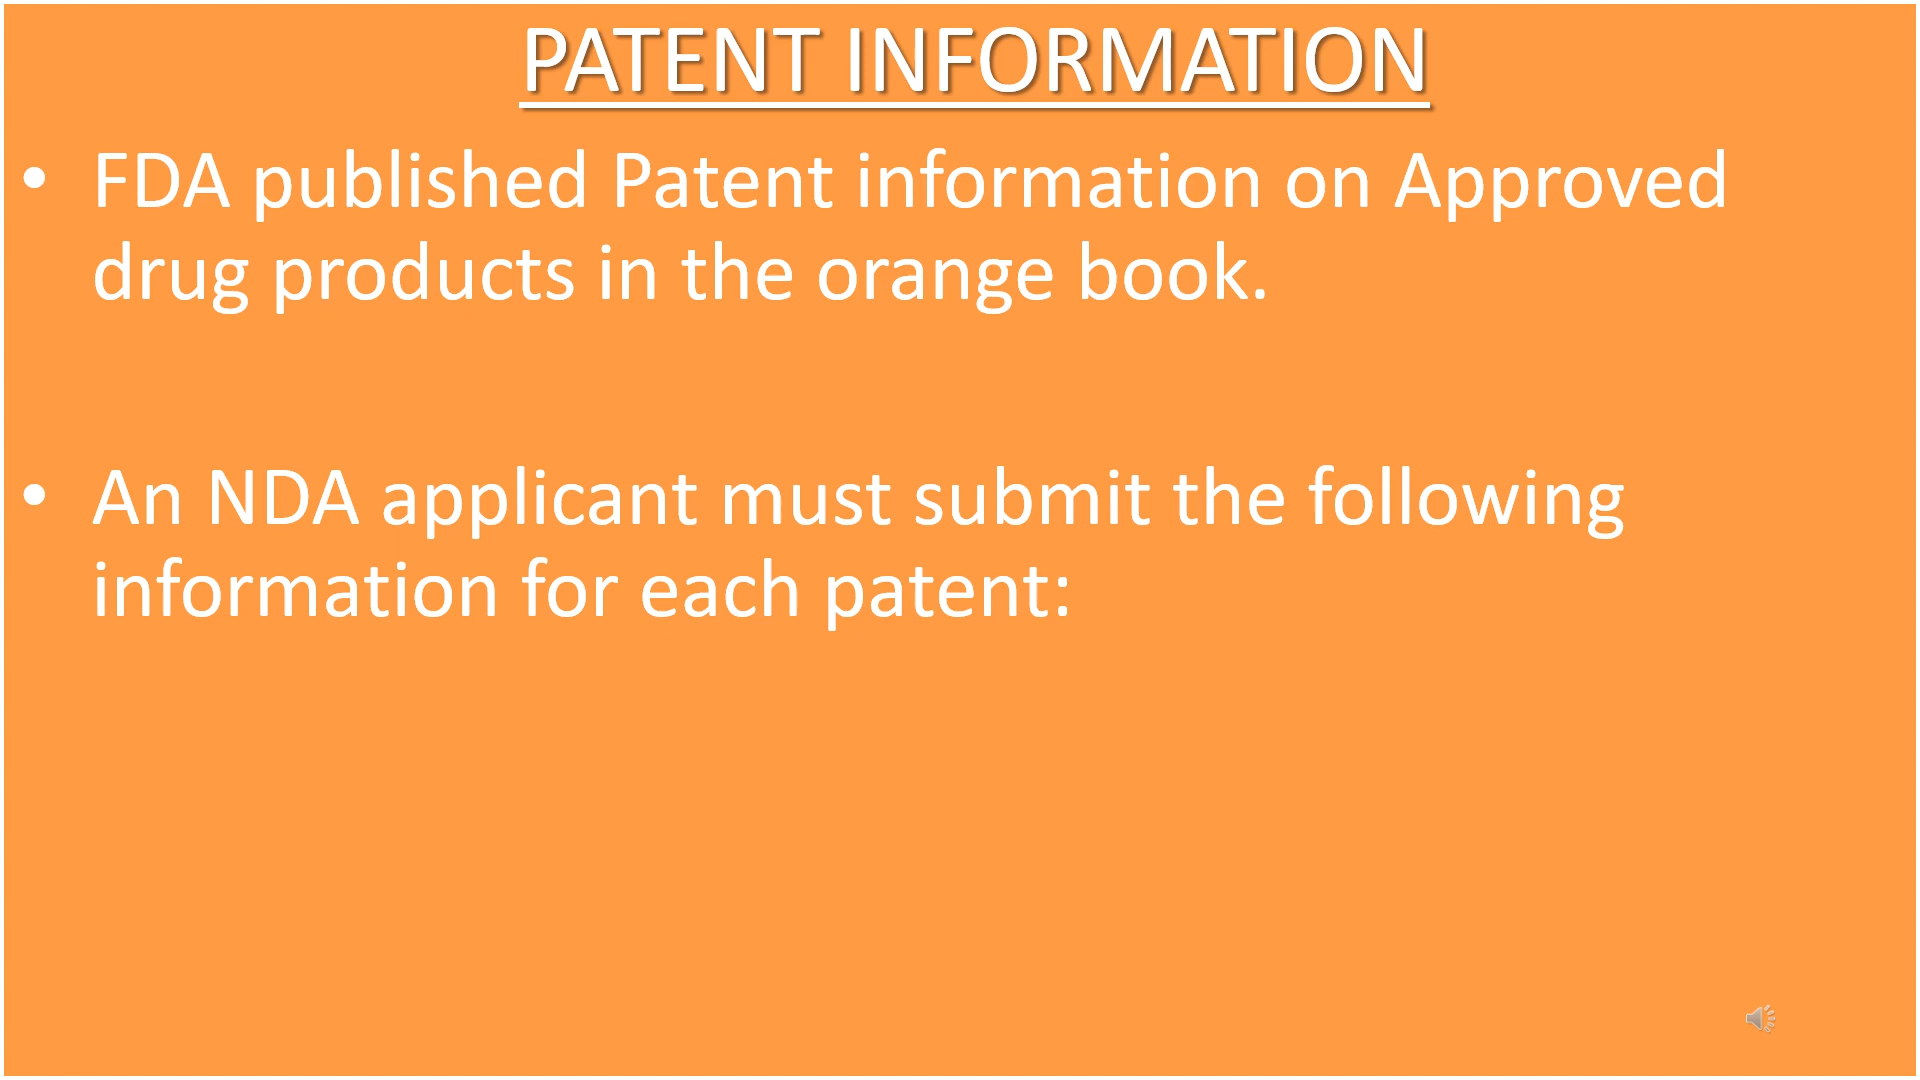 PATENT INFORMATION
• FDA published Patent information on Approved
drug products in the orange book.
• An NDA applicant must submit the following
information for each patent: